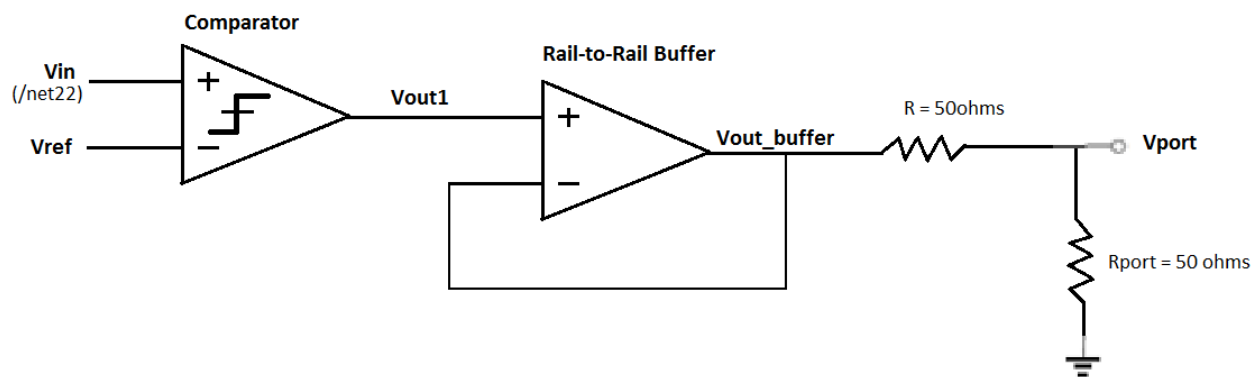 Comparator
Rail-to-Rail Buffer
Vin
(/net22)
Vref
+
−
Vout1
+
−
Vout_buffer
R = 50ohms
Vport
Rport = 50 ohms